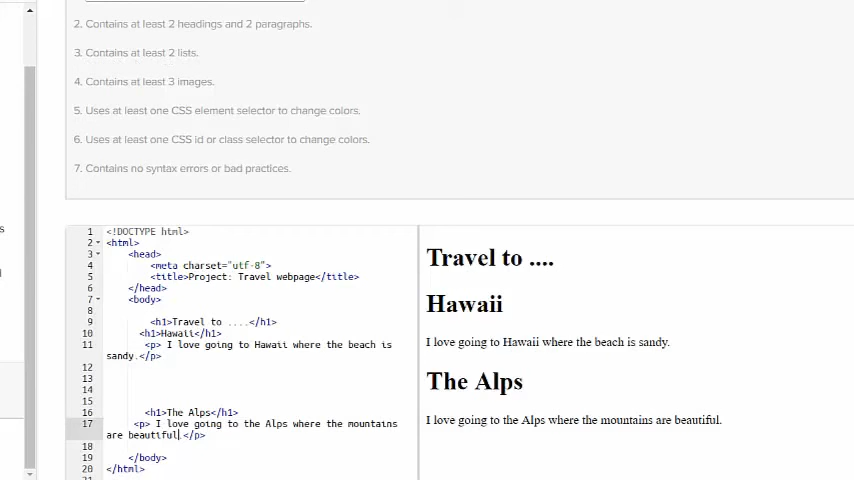 2. Contains at least 2 headings and 2 paragraphs.
3. Contains at least 2 lists.
4. Contains at least 3 images.
5. Uses at least one CSS element selector to change colors.
6. Uses at least one CSS id or class selector to change colors.
7. Contains no syntax errors or bad practices.
s
1 <!DOCTYPE html>
2 <html>
3 <head>
4 <meta charset="utf-8">
5 <title>Project: Travel webpage</title>
6 </head>
7 <body>
8
9 <h1>Travel to ....</h1>
10 <h1>Hawaii</h1>
11 <p> I love going to Hawaii where the beach is
sandy.</p>
12
13
14
15
16 <h1>The Alps</h1>
17 <p> I love going to the Alps where the mountains
are beautiful.</p>
18
19 </body>
20 </html>
Travel to ....
Hawaii
I love going to Hawaii where the beach is sandy.
The Alps
I love going to the Alps where the mountains are beautiful.